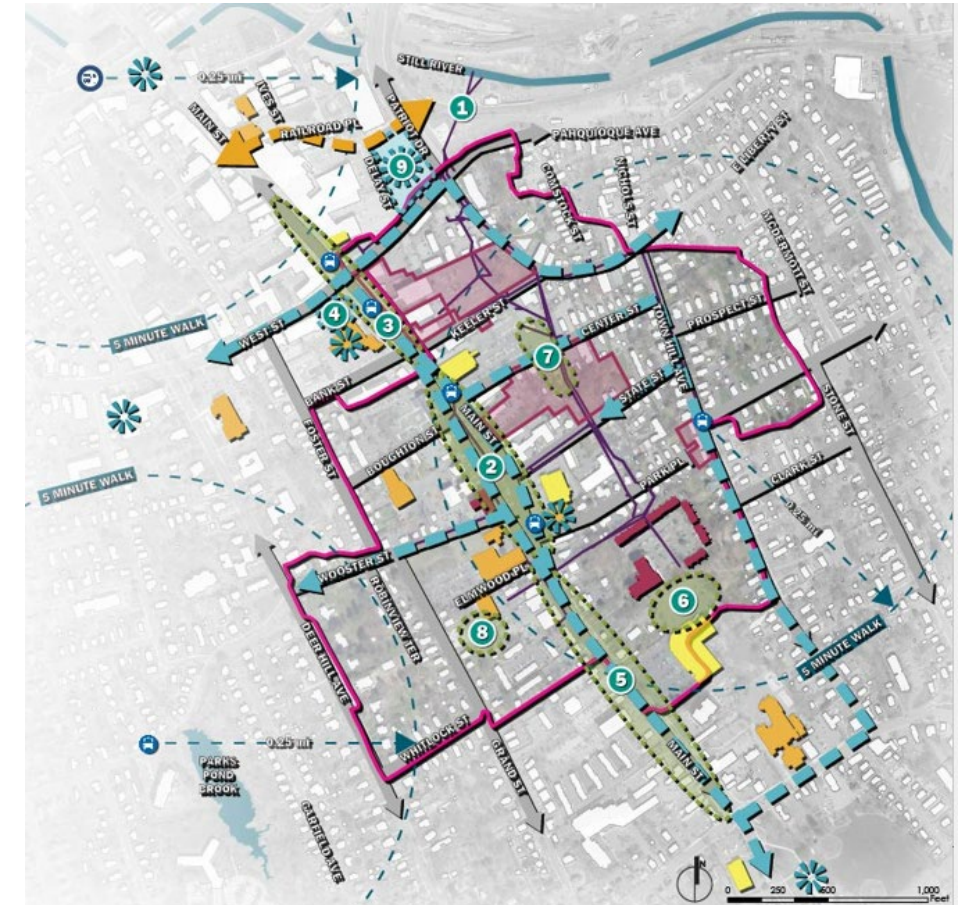 STILL RIVER
0.25 mi
1
IVES ST
MAIN ST
PATRIOT DR
RAILROAD PL
PAHQUIOQUE AVE
E LIBERTY ST
9
DELAY ST
COMSTOCK ST
NICHOLS ST
MCDERMOTT ST
4
3
5 MINUTE WALK
WEST ST
KEELER ST
CENTER ST
TOWN HILL AVE
PROSPECT ST
7
BANK ST
STATE ST
FOSTER ST
MAIN ST
STONE ST
BOUGHTON ST
2
PARK PL
CLARK ST
5 MINUTE WALK
0.25 mi
WOOSTER ST
ELMWOOD PL
ROBINVIEW TER
6
8
DEER HILL AVE
5 MINUTE WALK
5
0.25 mi
WHITLOCK ST
GRAND ST
MAIN ST
PARKS
POND
BROOK
GARFIELD AVE
N
0 250 500 1,000
Feet